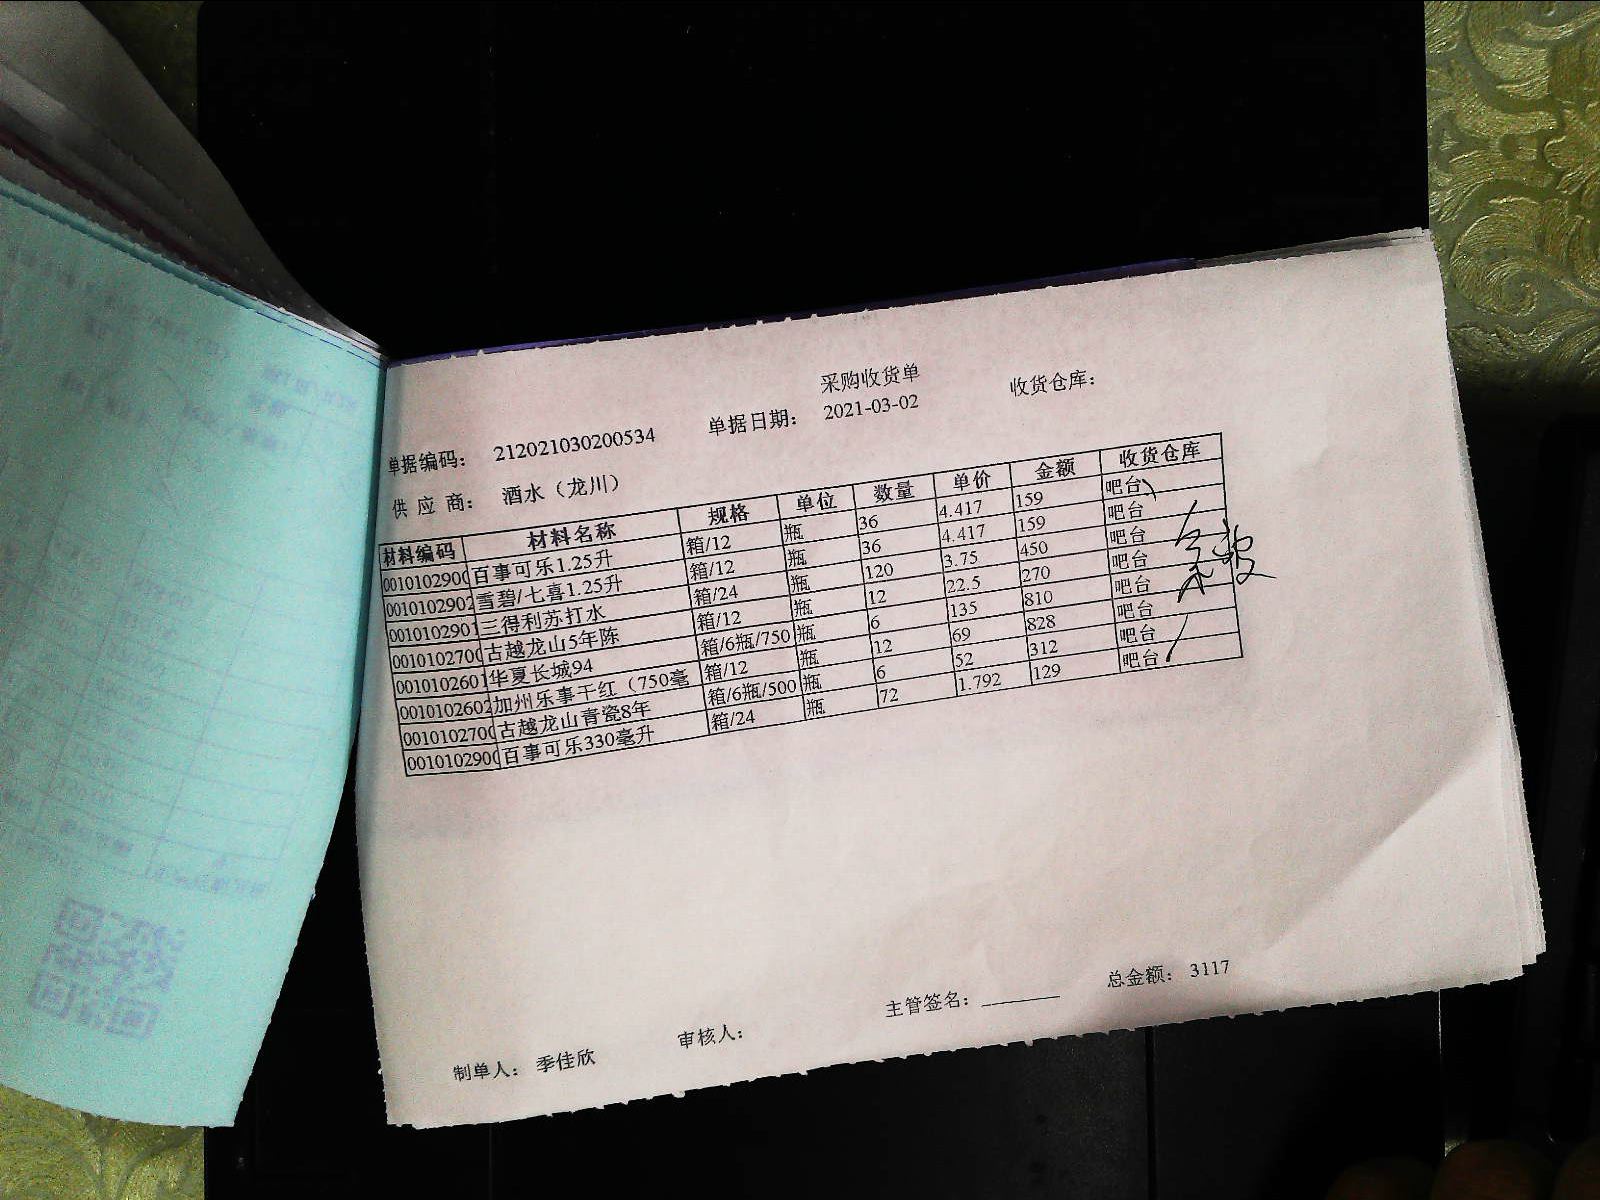 采购收货单
单据编码: 212021030200534 单据日期: 2021-03-02 收货仓库:
供 应 商: 酒水（龙川）
材料编码 材料名称 规格 单位 数量 单价 金额 收货仓库
001010290 百事可乐1.25升 箱/12 瓶 36 4.417 159 吧台
001010290 雪碧/七喜1.25升 箱/12 瓶 36 4.417 159 吧台
001010290 三得利苏打水 箱/24 瓶 120 3.75 450 吧台
001010270 古越龙山5年陈 箱/12 瓶 12 22.5 270 吧台
001010260 华夏长城94 箱/6瓶/750 瓶 6 135 810 吧台
001010260 加州乐事干红（750毫 箱/12 瓶 12 69 828 吧台
001010270 古越龙山青瓷8年 箱/6瓶/500 瓶 6 52 312 吧台
001010290 百事可乐330毫升 箱/24 瓶 72 1.792 129 吧台
制单人: 季佳欣 审核人: 主管签名: 总金额: 3117